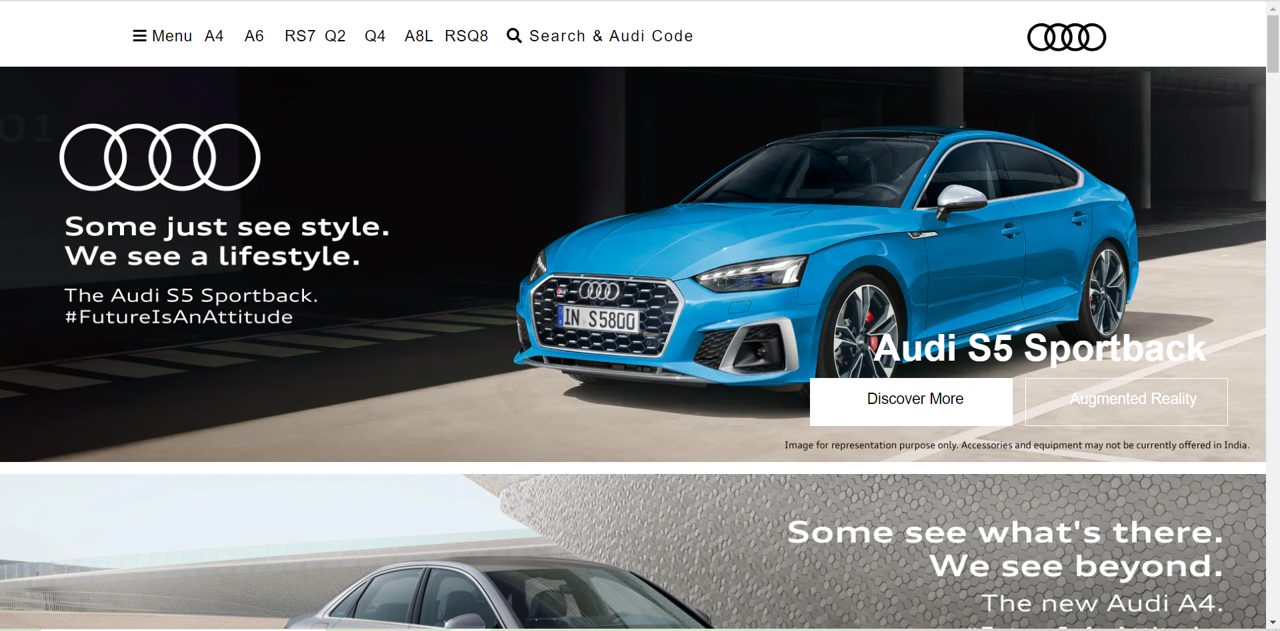 Menu A4 A6 RS7 Q2 Q4 A8L RSQ8 Search & Audi Code
01
Some just see style.
We see a lifestyle.
The Audi S5 Sportback.
#FutureIsAnAttitude
IN S5800
Audi S5 Sportback
Discover More
Augmented Reality
Image for representation purpose only. Accessories and equipment may not be currently offered in India.
Some see what's there.
We see beyond.
The new Audi A4.